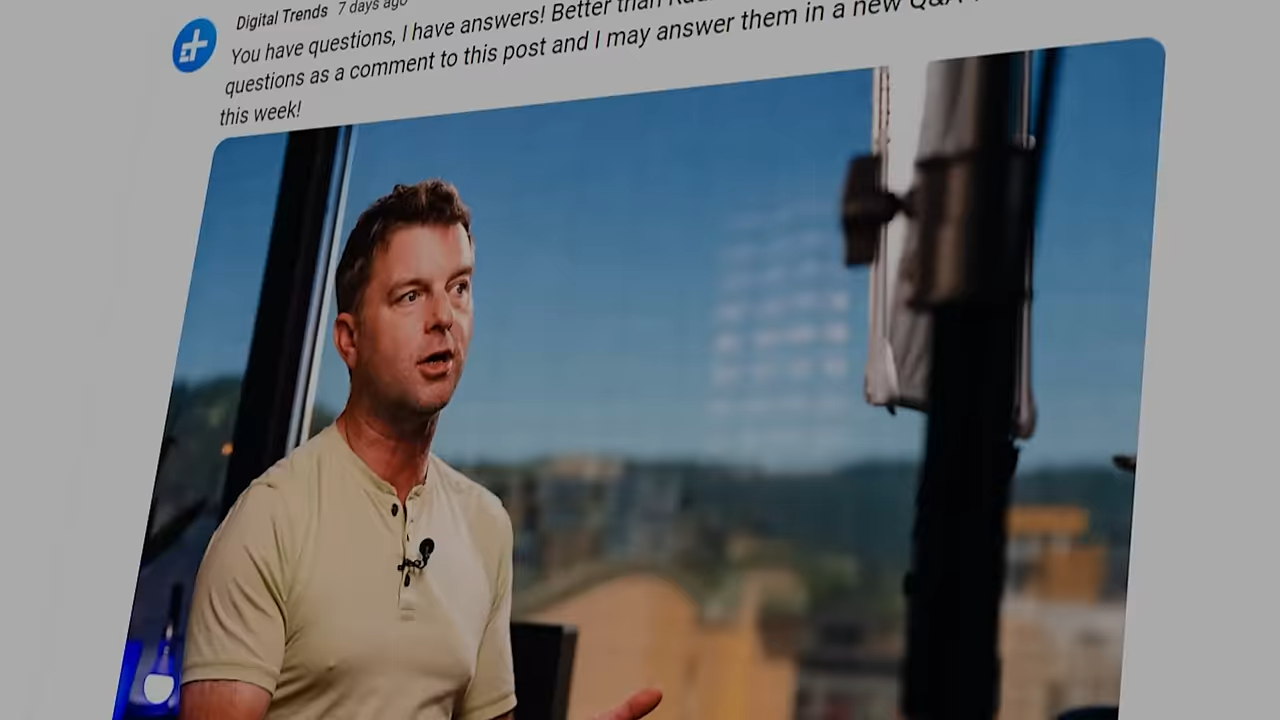 Digital Trends 7 days ago
You have questions, I have answers! Better than
questions as a comment to this post and I may answer them in a new Q&A
this week!